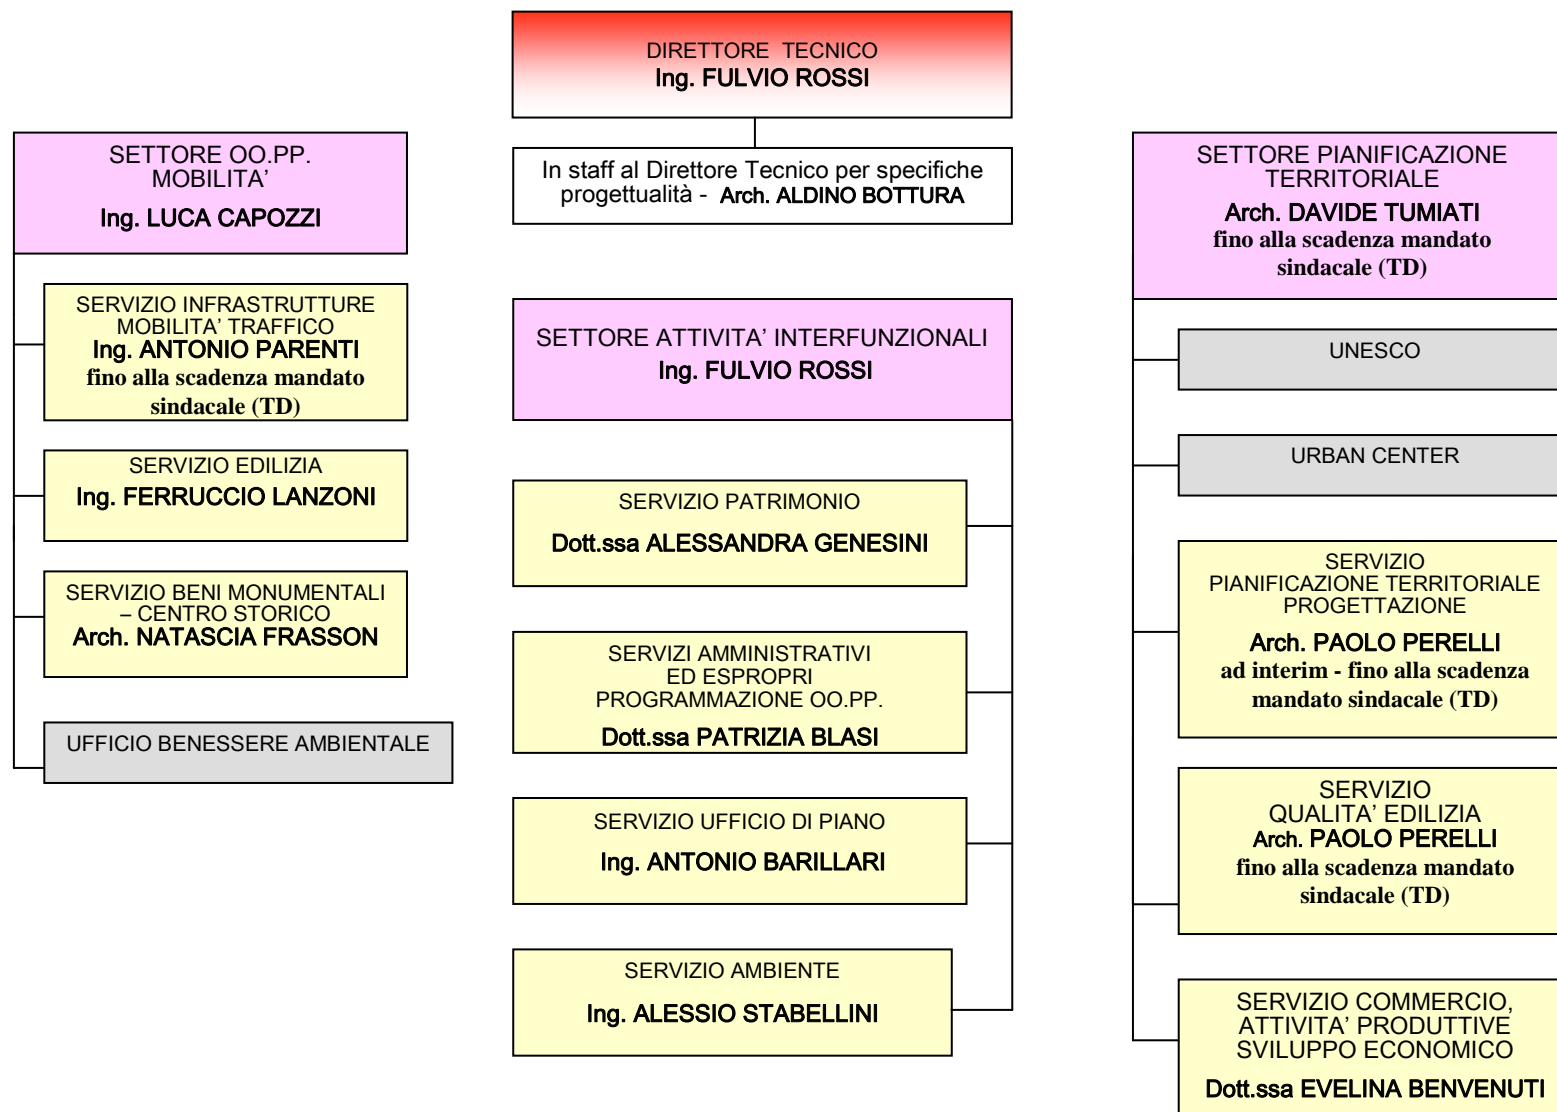 DIRETTORE TECNICO
Ing. FULVIO ROSSI
In staff al Direttore Tecnico per specifiche
progettualità - Arch. ALDINO BOTTURA
SETTORE OO.PP.
MOBILITA’
Ing. LUCA CAPOZZI
SERVIZIO INFRASTRUTTURE
MOBILITA’ TRAFFICO
Ing. ANTONIO PARENTI
fino alla scadenza mandato
sindacale (TD)
SERVIZIO EDILIZIA
Ing. FERRUCCIO LANZONI
SERVIZIO BENI MONUMENTALI
– CENTRO STORICO
Arch. NATASCIA FRASSON
UFFICIO BENESSERE AMBIENTALE
SETTORE ATTIVITA’ INTERFUNZIONALI
Ing. FULVIO ROSSI
SERVIZIO PATRIMONIO
Dott.ssa ALESSANDRA GENESINI
SERVIZI AMMINISTRATIVI
ED ESPROPRI
PROGRAMMAZIONE OO.PP.
Dott.ssa PATRIZIA BLASI
SERVIZIO UFFICIO DI PIANO
Ing. ANTONIO BARILLARI
SERVIZIO AMBIENTE
Ing. ALESSIO STABELLINI
SETTORE PIANIFICAZIONE
TERRITORIALE
Arch. DAVIDE TUMIATI
fino alla scadenza mandato
sindacale (TD)
UNESCO
URBAN CENTER
SERVIZIO
PIANIFICAZIONE TERRITORIALE
PROGETTAZIONE
Arch. PAOLO PERELLI
ad interim - fino alla scadenza
mandato sindacale (TD)
SERVIZIO
QUALITA’ EDILIZIA
Arch. PAOLO PERELLI
fino alla scadenza mandato
sindacale (TD)
SERVIZIO COMMERCIO,
ATTIVITA’ PRODUTTIVE
SVILUPPO ECONOMICO
Dott.ssa EVELINA BENVENUTI